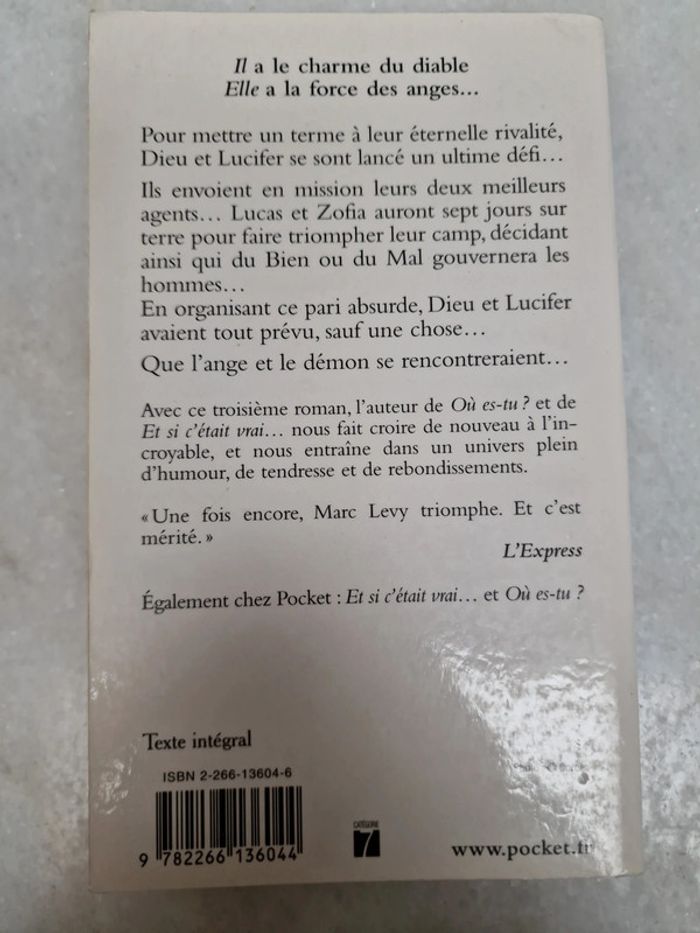 Il a le charme du diable
Elle a la force des anges…
Pour mettre un terme à leur éternelle rivalité,
Dieu et Lucifer se sont lancé un ultime défi…
Ils envoient en mission leurs deux meilleurs
agents… Lucas et Zofia auront sept jours sur
terre pour faire triompher leur camp, décidant
ainsi qui du Bien ou du Mal gouvernera les
hommes…
En organisant ce pari absurde, Dieu et Lucifer
avaient tout prévu, sauf une chose…
Que l'ange et le démon se rencontreraient…
Avec ce troisième roman, l'auteur de Où es-tu ? et de
Et si c'était vrai… nous fait croire de nouveau à l'in-
croyable, et nous entraîne dans un univers plein
d'humour, de tendresse et de rebondissements.
« Une fois encore, Marc Levy triomphe. Et c'est
mérité. »
L'Express
Également chez Pocket : Et si c'était vrai… et Où es-tu ?
Texte intégral
ISBN 2-266-13604-6
9 782266 136044
CATÉGORIE
7
www.pocket.fr